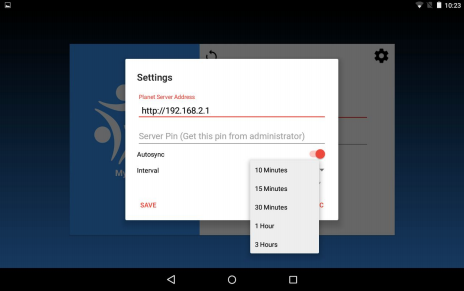 10:23
Settings
Planet Server Address
http://192.168.2.1
Server Pin (Get this pin from administrator)
Autosync
Interval
10 Minutes
15 Minutes
30 Minutes
1 Hour
3 Hours
SAVE
C
My